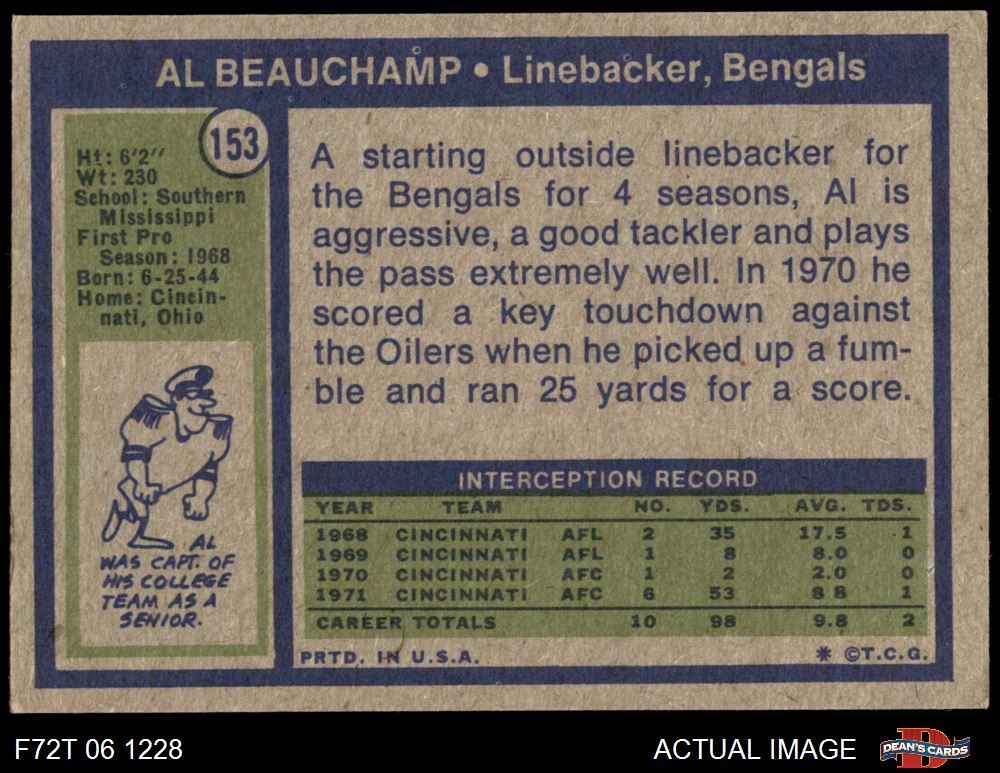 AL BEAUCHAMP • Linebacker, Bengals
153
Ht: 6'2''
Wt: 230
School: Southern
Mississippi
First Pro
Season: 1968
Born: 6-25-44
Home: Cincin-
nati, Ohio
AL
WAS CAPT. OF
HIS COLLEGE
TEAM AS A
SENIOR.
A starting outside linebacker for
the Bengals for 4 seasons, Al is
aggressive, a good tackler and plays
the pass extremely well. In 1970 he
scored a key touchdown against
the Oilers when he picked up a fum-
ble and ran 25 yards for a score.
INTERCEPTION RECORD
YEAR TEAM NO. YDS. AVG. TDS.
1968 CINCINNATI AFL 2 35 17.5 1
1969 CINCINNATI AFL 1 8 8.0 0
1970 CINCINNATI AFC 1 2 2.0 0
1971 CINCINNATI AFC 6 53 8 8 1
CAREER TOTALS 10 98 9.8 2
PRTD. IN U.S.A. * ©T.C.G.
F72T 06 1228 ACTUAL IMAGE DEAN'S CARDS